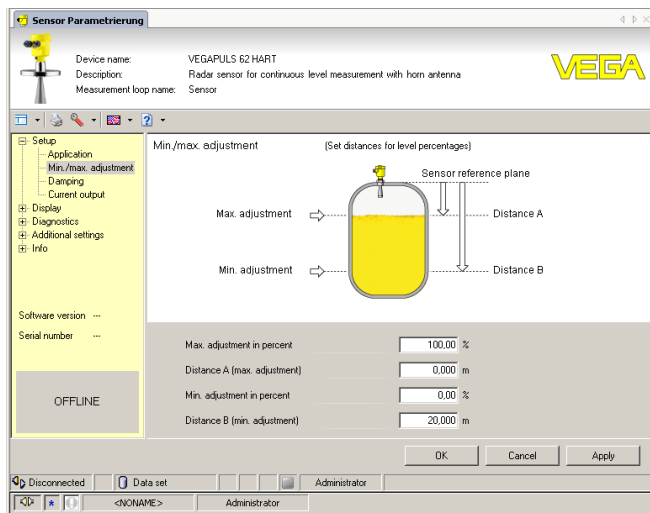 Sensor Parametrierung
Device name: VEGAPULS 62 HART
Description: Radar sensor for continuous level measurement with horn antenna
Measurement loop name: Sensor
VEGA
Setup
Application
Min./max. adjustment
Damping
Current output
Display
Diagnostics
Additional settings
Info
Software version ---
Serial number ---
OFFLINE
Min./max. adjustment (Set distances for level percentages)
Sensor reference plane
Max. adjustment Distance A
Min. adjustment Distance B
Max. adjustment in percent 100,00 %
Distance A (max. adjustment) 0,000 m
Min. adjustment in percent 0,00 %
Distance B (min. adjustment) 20,000 m
OK Cancel Apply
Disconnected Data set Administrator
<NONAME> Administrator